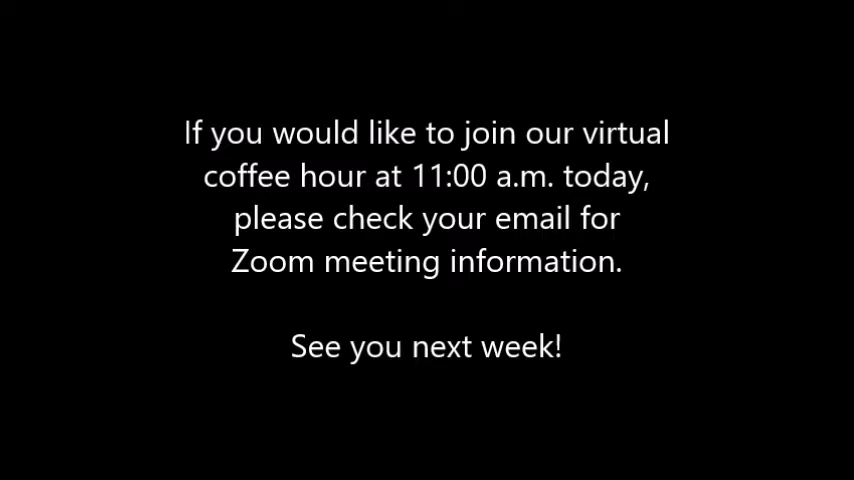 If you would like to join our virtual
coffee hour at 11:00 a.m. today,
please check your email for
Zoom meeting information.
See you next week!